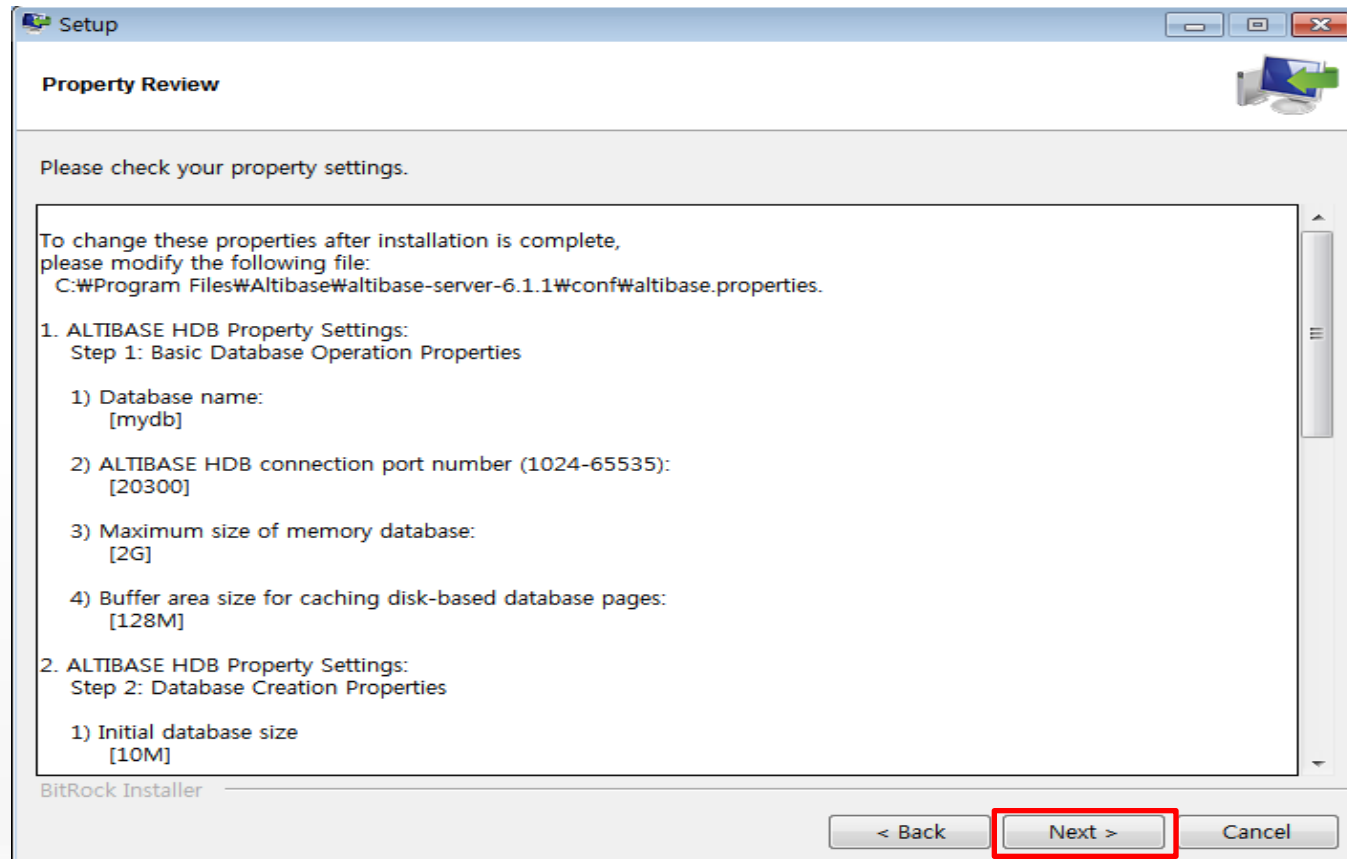 Setup
Property Review
Please check your property settings.
To change these properties after installation is complete,
please modify the following file:
C:₩Program Files₩Altibase₩altibase-server-6.1.1₩conf₩altibase.properties.
1. ALTIBASE HDB Property Settings:
Step 1: Basic Database Operation Properties
1) Database name:
[mydb]
2) ALTIBASE HDB connection port number (1024-65535):
[20300]
3) Maximum size of memory database:
[2G]
4) Buffer area size for caching disk-based database pages:
[128M]
2. ALTIBASE HDB Property Settings:
Step 2: Database Creation Properties
1) Initial database size
[10M]
BitRock Installer
< Back Next > Cancel